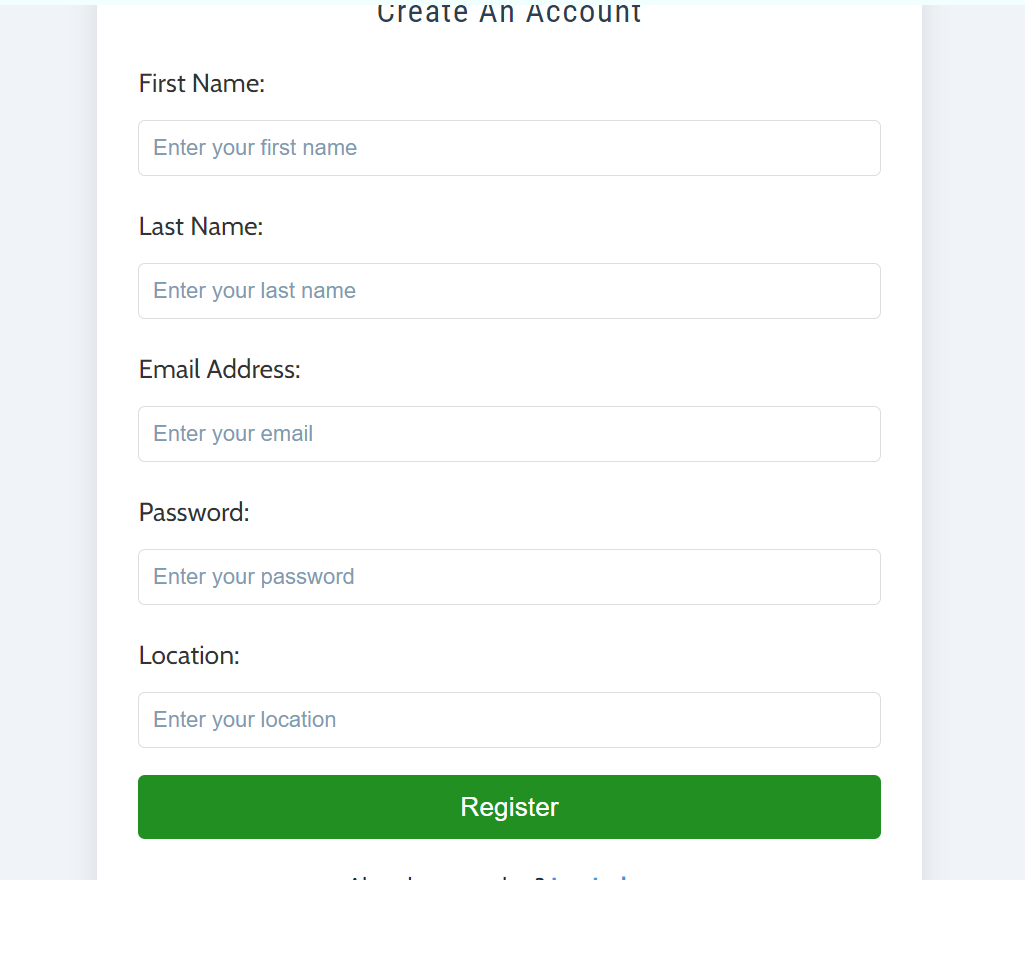 Create An Account
First Name:
Enter your first name
Last Name:
Enter your last name
Email Address:
Enter your email
Password:
Enter your password
Location:
Enter your location
Register